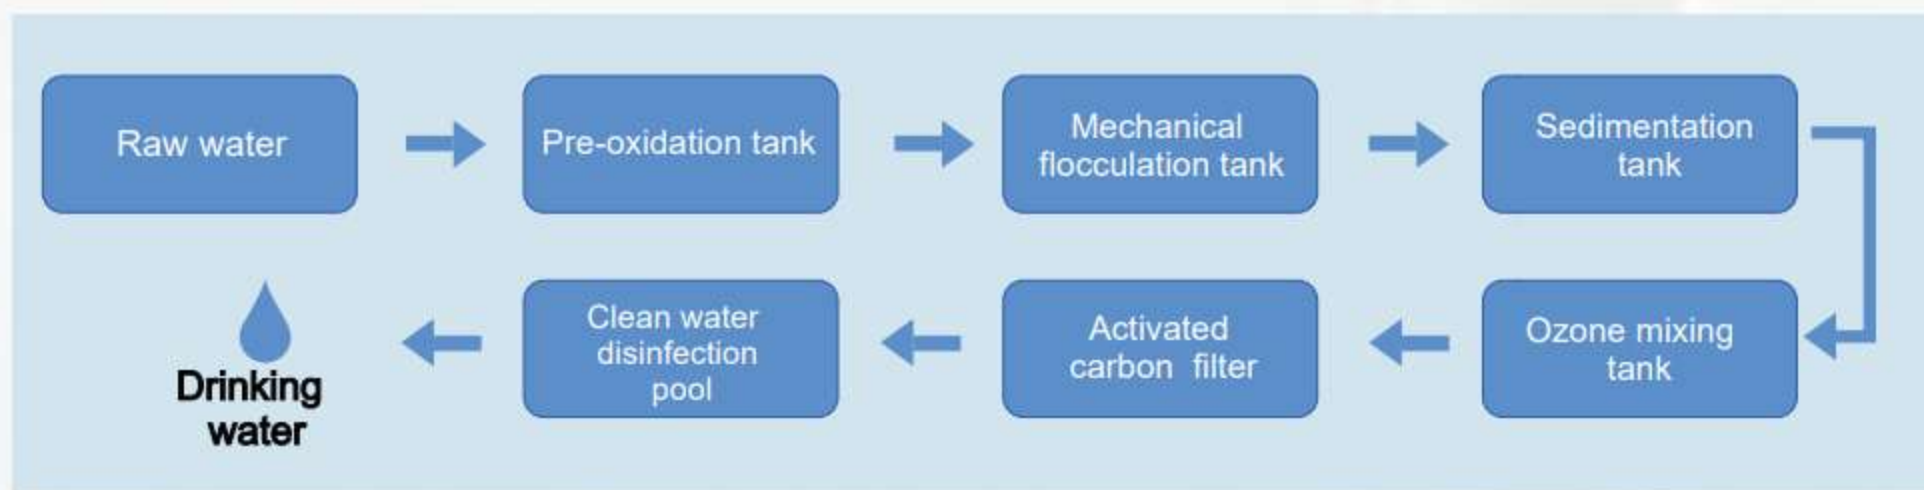 Raw water
Pre-oxidation tank
Mechanical
flocculation tank
Sedimentation
tank
Ozone mixing
tank
Activated
carbon filter
Clean water
disinfection
pool
Drinking
water